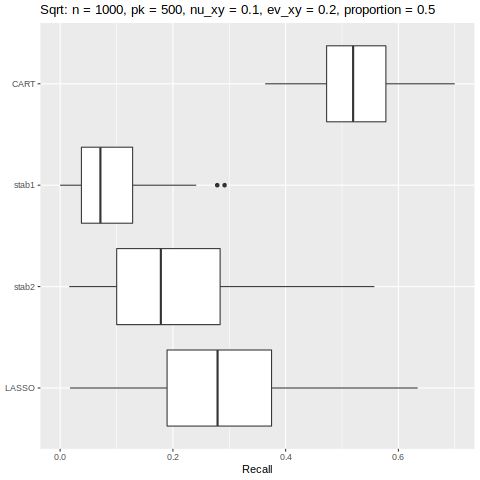 Sqrt: n = 1000, pk = 500, nu_xy = 0.1, ev_xy = 0.2, proportion = 0.5
CART
stab1
stab2
LASSO
0.0 0.2 0.4 0.6
Recall